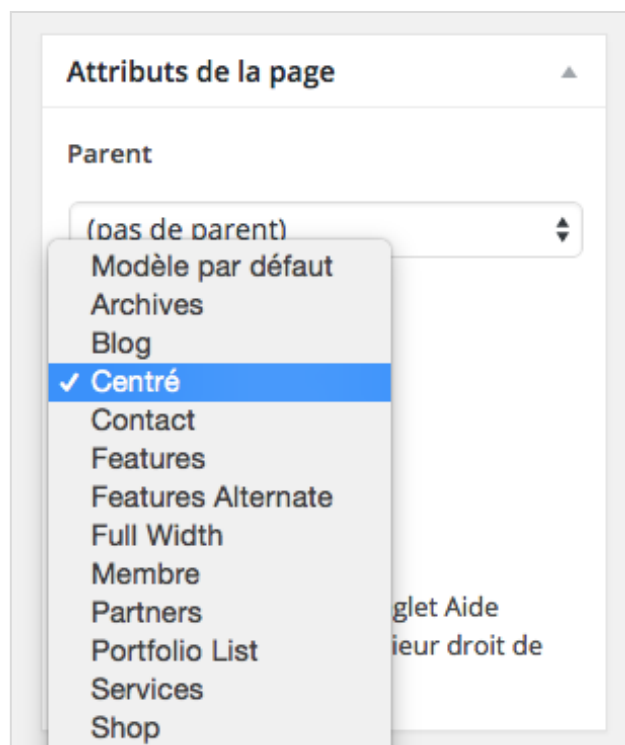 Attributs de la page
Parent
(pas de parent)
Modèle par défaut
Archives
Blog
✓ Centré
Contact
Features
Features Alternate
Full Width
Membre
Partners
glet Aide
Portfolio List
ieur droit de
Services
Shop